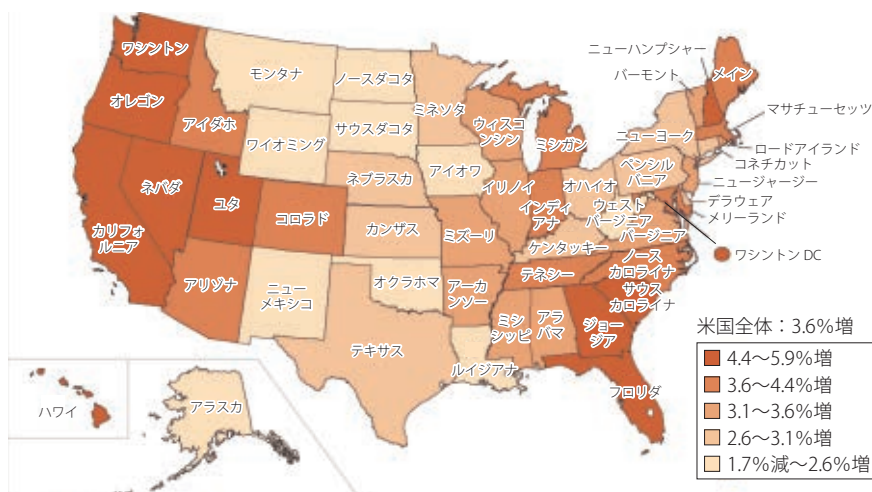 ワシントン
オレゴン
カリフォ
ルニア
ネバダ
アイダホ
ユタ
アリゾナ
モンタナ
ワイオミング
コロラド
ニュー
メキシコ
ノースダコタ
サウスダコタ
ネブラスカ
カンザス
オクラホマ
テキサス
ミネソタ
アイオワ
ミズーリ
アーカ
ンソー
ルイジアナ
ウィスコ
ンシン
イリノイ
ミシガン
インディ
アナ
オハイオ
ケンタッキー
テネシー
ミシ
シッピ
アラ
バマ
ジョー
ジア
フロリダ
ニューヨーク
ペンシル
バニア
ウェスト
バージニア
バージニア
ノース
カロライナ
サウス
カロライナ
ニューハンプシャー
バーモント
メイン
マサチューセッツ
ロードアイランド
コネチカット
ニュージャージー
デラウェア
メリーランド
ワシントン DC
ハワイ
アラスカ
米国全体：3.6%増
4.4〜5.9%増
3.6〜4.4%増
3.1〜3.6%増
2.6〜3.1%増
1.7%減〜2.6%増